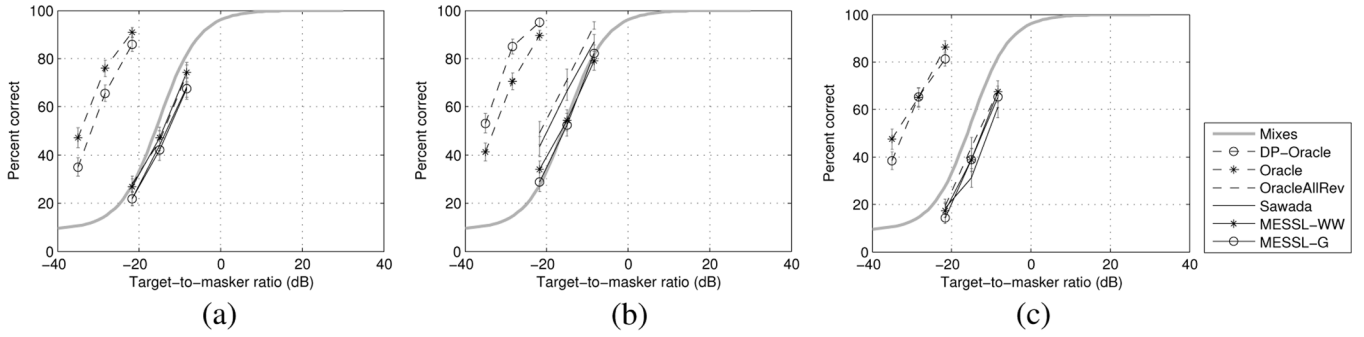 100
80
60
40
20
0
Percent correct
−40 −20 0 20 40
Target−to−masker ratio (dB)
(a)
100
80
60
40
20
0
Percent correct
−40 −20 0 20 40
Target−to−masker ratio (dB)
(b)
100
80
60
40
20
0
Percent correct
−40 −20 0 20 40
Target−to−masker ratio (dB)
(c)
Mixes
DP−Oracle
Oracle
OracleAllRev
Sawada
MESSL−WW
MESSL−G